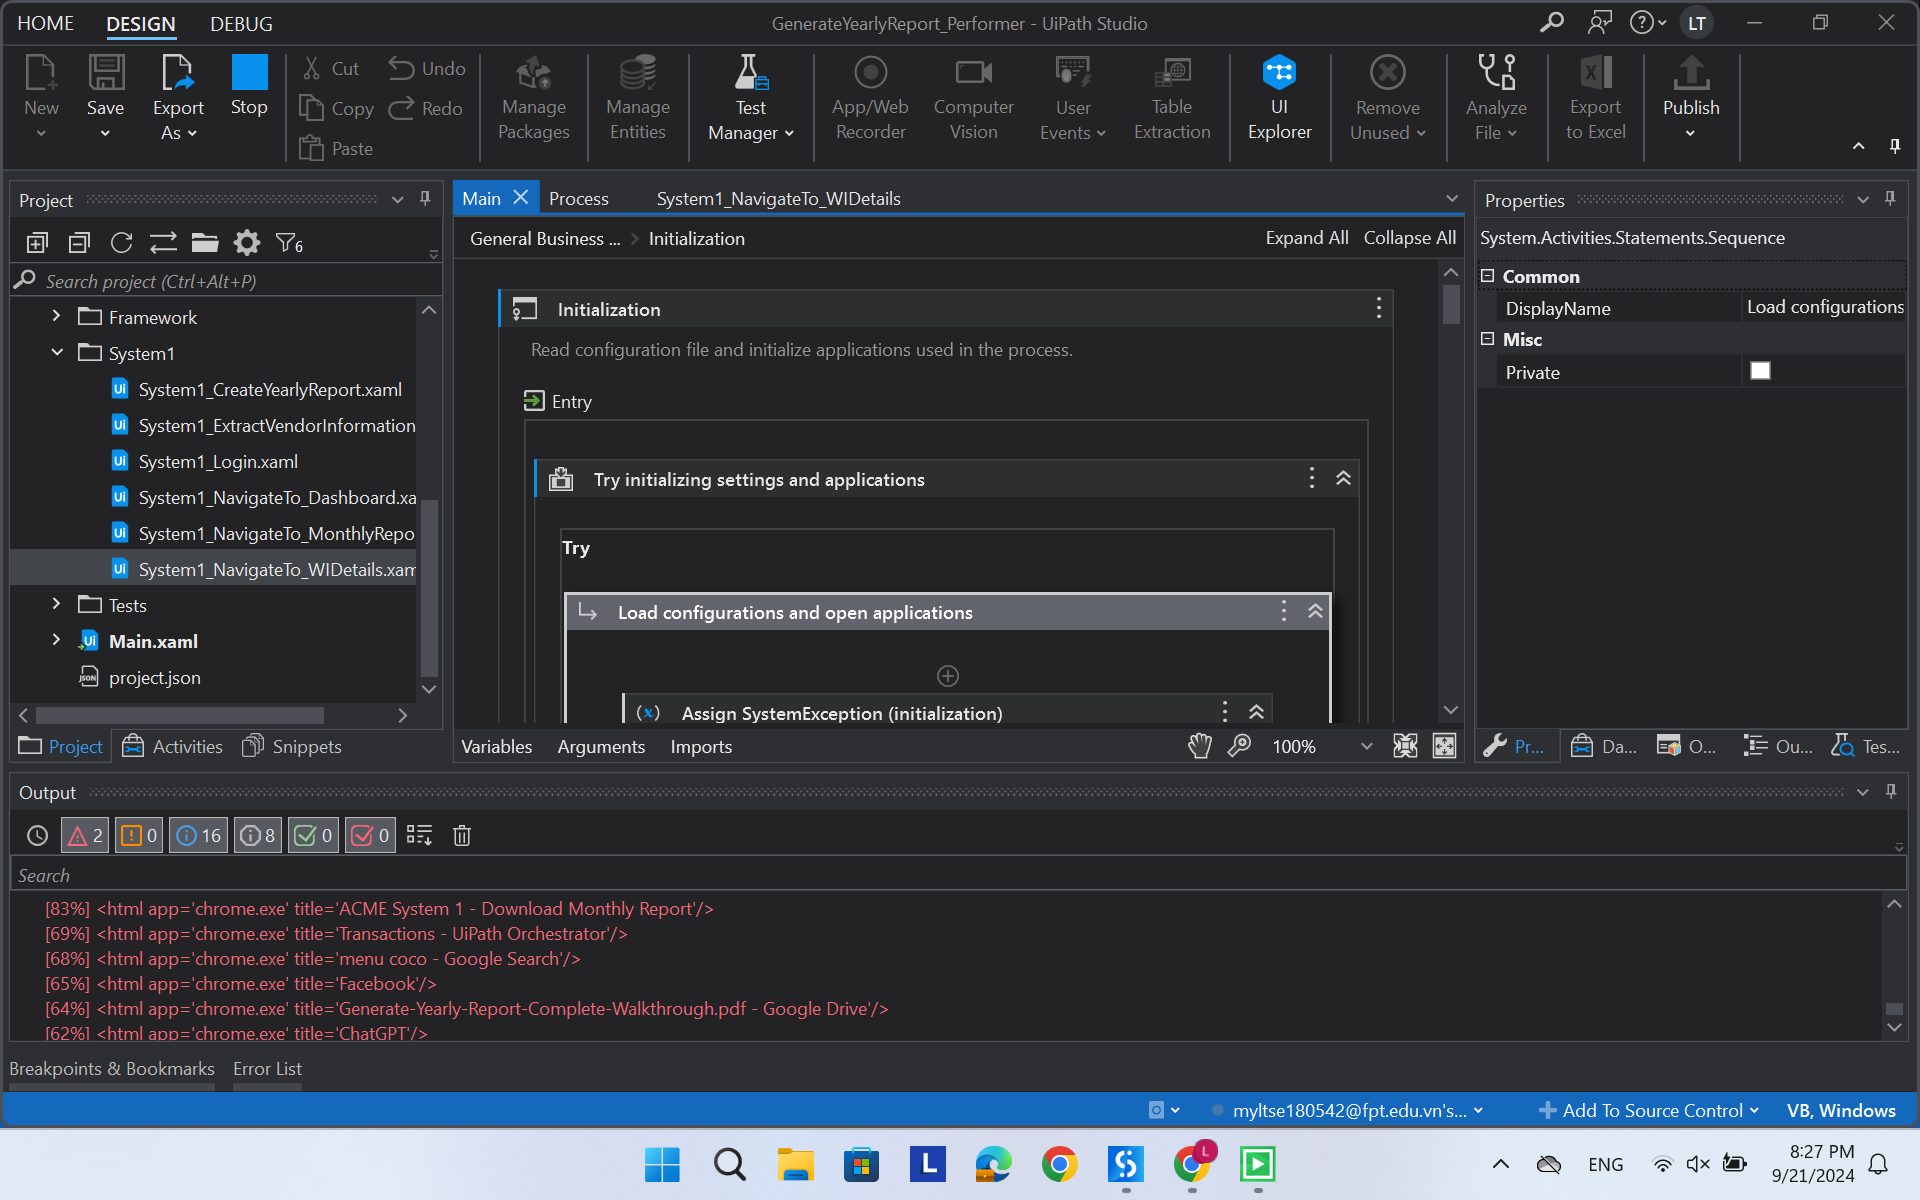 HOME DESIGN DEBUG
GenerateYearlyReport_Performer - UiPath Studio
LT
New
Save
Export As
Stop
Cut
Copy
Paste
Undo
Redo
Manage Packages
Manage Entities
Test Manager
App/Web Recorder
Computer Vision
User Events
Table Extraction
UI Explorer
Remove Unused
Analyze File
Export to Excel
Publish
Project
6
Search project (Ctrl+Alt+P)
Framework
System1
Ui System1_CreateYearlyReport.xaml
Ui System1_ExtractVendorInformation
Ui System1_Login.xaml
Ui System1_NavigateTo_Dashboard.xa
Ui System1_NavigateTo_MonthlyRepo
Ui System1_NavigateTo_WIDetails.xam
Tests
Ui Main.xaml
JSON project.json
Project Activities Snippets
Main Process System1_NavigateTo_WIDetails
General Business ... Initialization
Expand All Collapse All
Initialization
Read configuration file and initialize applications used in the process.
Entry
Try initializing settings and applications
Try
Load configurations and open applications
(x) Assign SystemException (initialization)
Variables Arguments Imports
100%
Properties
System.Activities.Statements.Sequence
Common
DisplayName Load configurations
Misc
Private
Pr... Da... O... Ou... Tes...
Output
2 0 16 8 0 0
Search
[83%] <html app='chrome.exe' title='ACME System 1 - Download Monthly Report'/>
[69%] <html app='chrome.exe' title='Transactions - UiPath Orchestrator'/>
[68%] <html app='chrome.exe' title='menu coco - Google Search'/>
[65%] <html app='chrome.exe' title='Facebook'/>
[64%] <html app='chrome.exe' title='Generate-Yearly-Report-Complete-Walkthrough.pdf - Google Drive'/>
[62%] <html app='chrome.exe' title='ChatGPT'/>
Breakpoints & Bookmarks Error List
myltse180542@fpt.edu.vn's... Add To Source Control VB, Windows
L
L
ENG
8:27 PM
9/21/2024